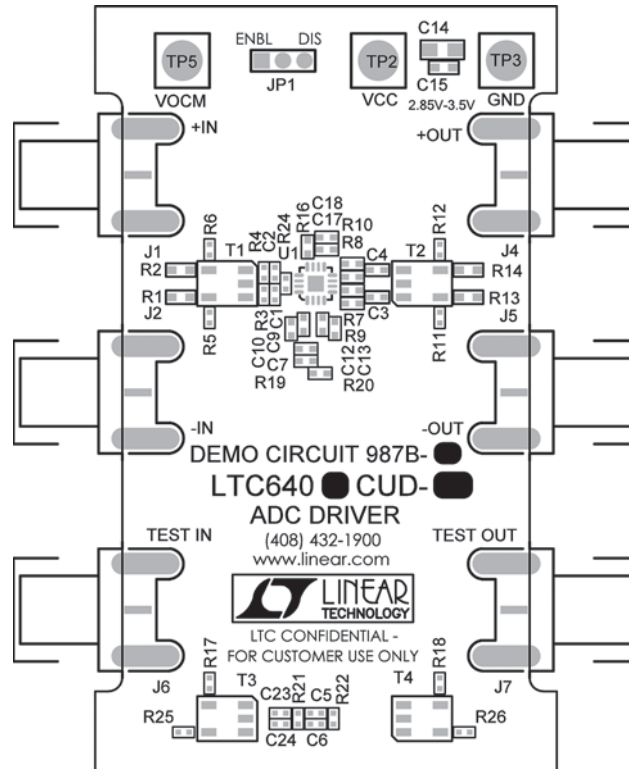 ENBL DIS
C14
TP5
TP2
TP3
JP1
C15
VOCM
VCC
2.85V-3.5V
GND
+IN
+OUT
C18
C17
R16
R10
R8
R6
R4
C2
R24
R12
J1
T1
U1
C4
T2
J4
R2
R14
R1
C3
R13
J2
R5
R3
C1
R7
R9
R11
J5
C10
C9
C7
C12
C13
R19
R20
-IN
-OUT
DEMO CIRCUIT 987B-
LTC640 CUD-
ADC DRIVER
TEST IN
TEST OUT
(408) 432-1900
www.linear.com
LINEAR
TECHNOLOGY
LTC CONFIDENTIAL -
FOR CUSTOMER USE ONLY
R17
R18
J6
T3
C23
R21
C5
R22
T4
J7
R25
C24
C6
R26